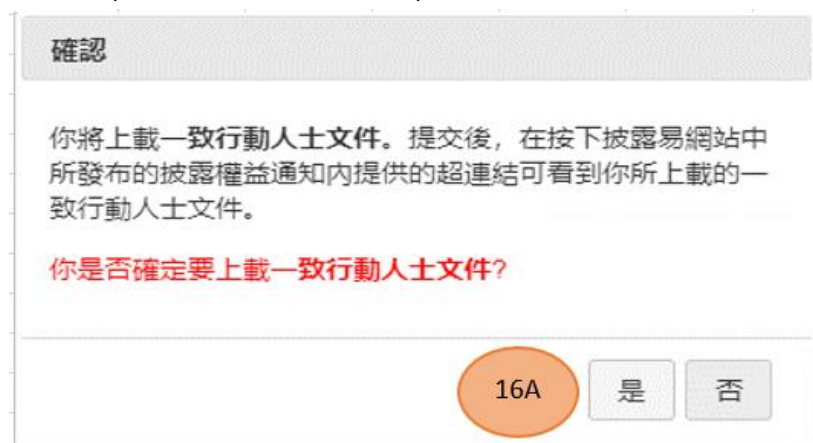 確認
你將上載一致行動人士文件。提交後，在按下披露易網站中
所發布的披露權益通知內提供的超連結可看到你所上載的一
致行動人士文件。
你是否確定要上載一致行動人士文件?
16A 是 否